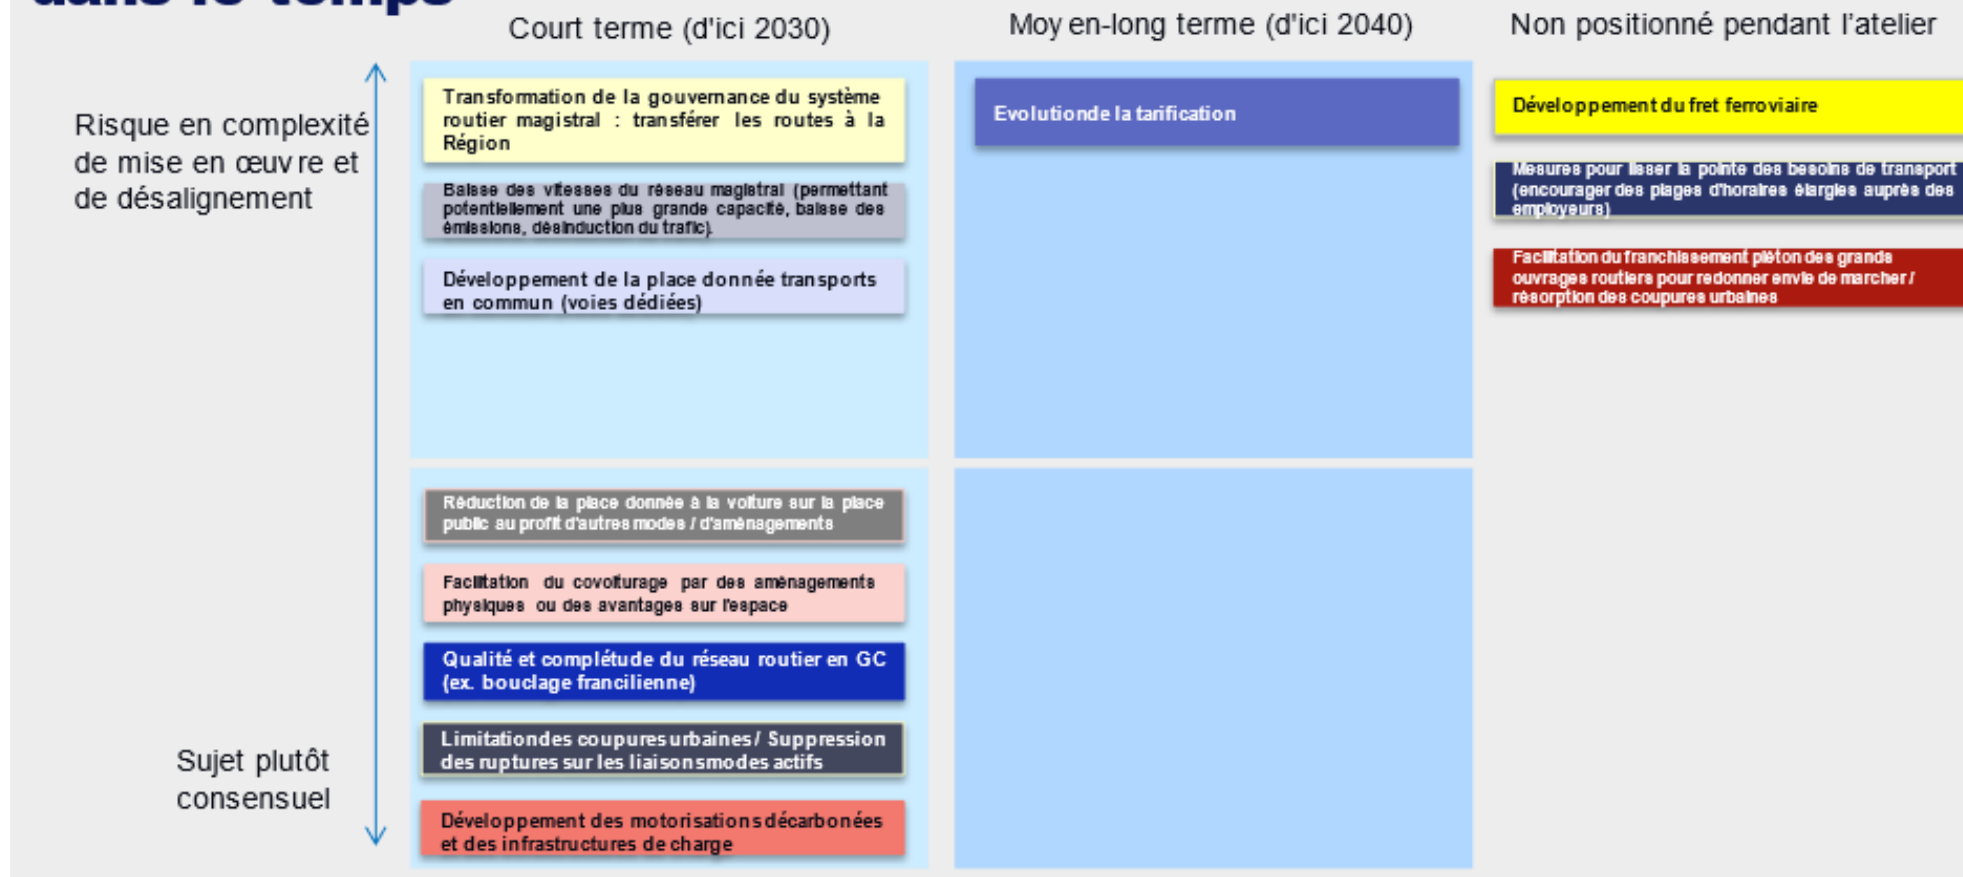 dans le temps
Court terme (d'ici 2030)
Moyen-long terme (d'ici 2040)
Non positionné pendant l'atelier
Risque en complexité
de mise en œuvre et
de désalignement
Transformation de la gouvernance du système
routier magistral : transférer les routes à la
Région
Baisse des vitesses du réseau magistral (permettant
potentiellement une plus grande capacité, baisse des
émissions, désinduction du trafic).
Développement de la place donnée transports
en commun (voies dédiées)
Evolution de la tarification
Développement du fret ferroviaire
Mesures pour lisser la pointe des besoins de transport
(encourager des plages d'horaires élargies auprès des
employeurs)
Facilitation du franchissement piéton des grands
ouvrages routiers pour redonner envie de marcher /
résorption des coupures urbaines
Réduction de la place donnée à la voiture sur la place
public au profit d'autres modes / d'aménagements
Facilitation du covoiturage par des aménagements
physiques ou des avantages sur l'espace
Qualité et complétude du réseau routier en GC
(ex. bouclage francilienne)
Limitation des coupures urbaines / Suppression
des ruptures sur les liaisons modes actifs
Développement des motorisations décarbonées
et des infrastructures de charge
Sujet plutôt
consensuel